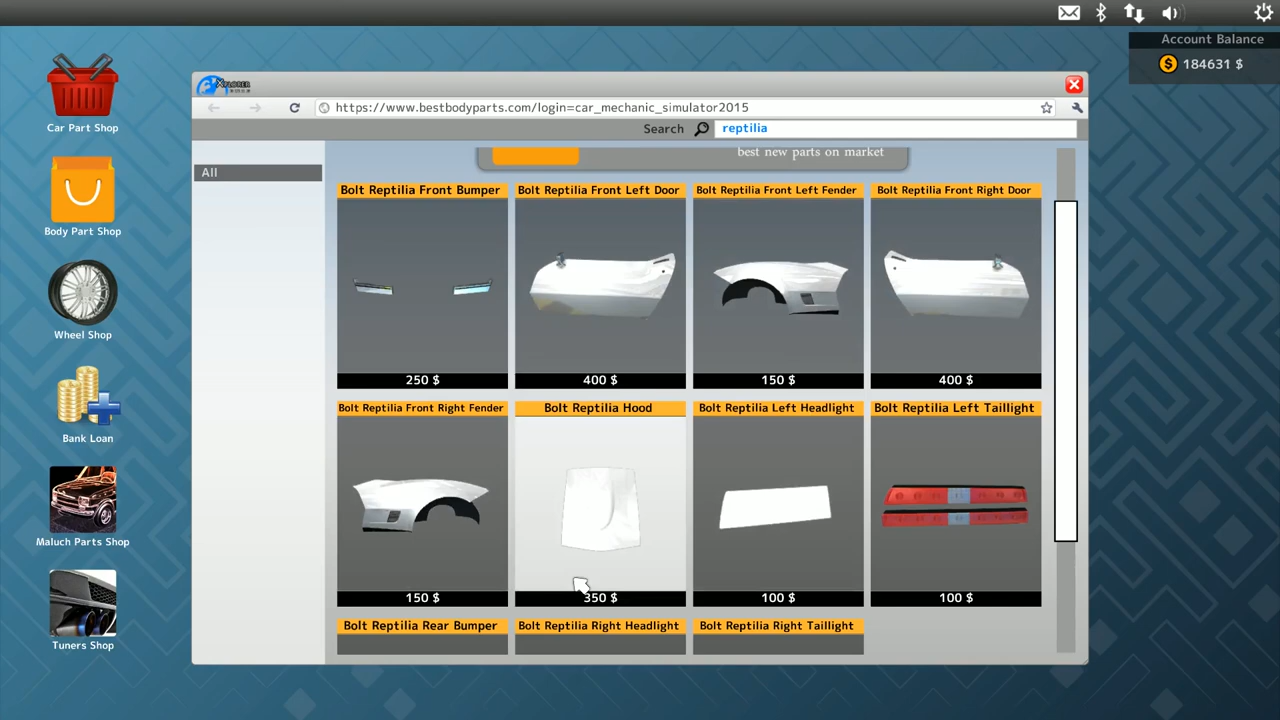 Account Balance
$ 184631 $
Car Part Shop
Body Part Shop
Wheel Shop
Bank Loan
Maluch Parts Shop
Tuners Shop
XPLORER
https://www.bestbodyparts.com/login=car_mechanic_simulator2015
Search reptilia
All
best new parts on market
Bolt Reptilia Front Bumper
250 $
Bolt Reptilia Front Left Door
400 $
Bolt Reptilia Front Left Fender
150 $
Bolt Reptilia Front Right Door
400 $
Bolt Reptilia Front Right Fender
150 $
Bolt Reptilia Hood
350 $
Bolt Reptilia Left Headlight
100 $
Bolt Reptilia Left Taillight
100 $
Bolt Reptilia Rear Bumper
Bolt Reptilia Right Headlight
Bolt Reptilia Right Taillight